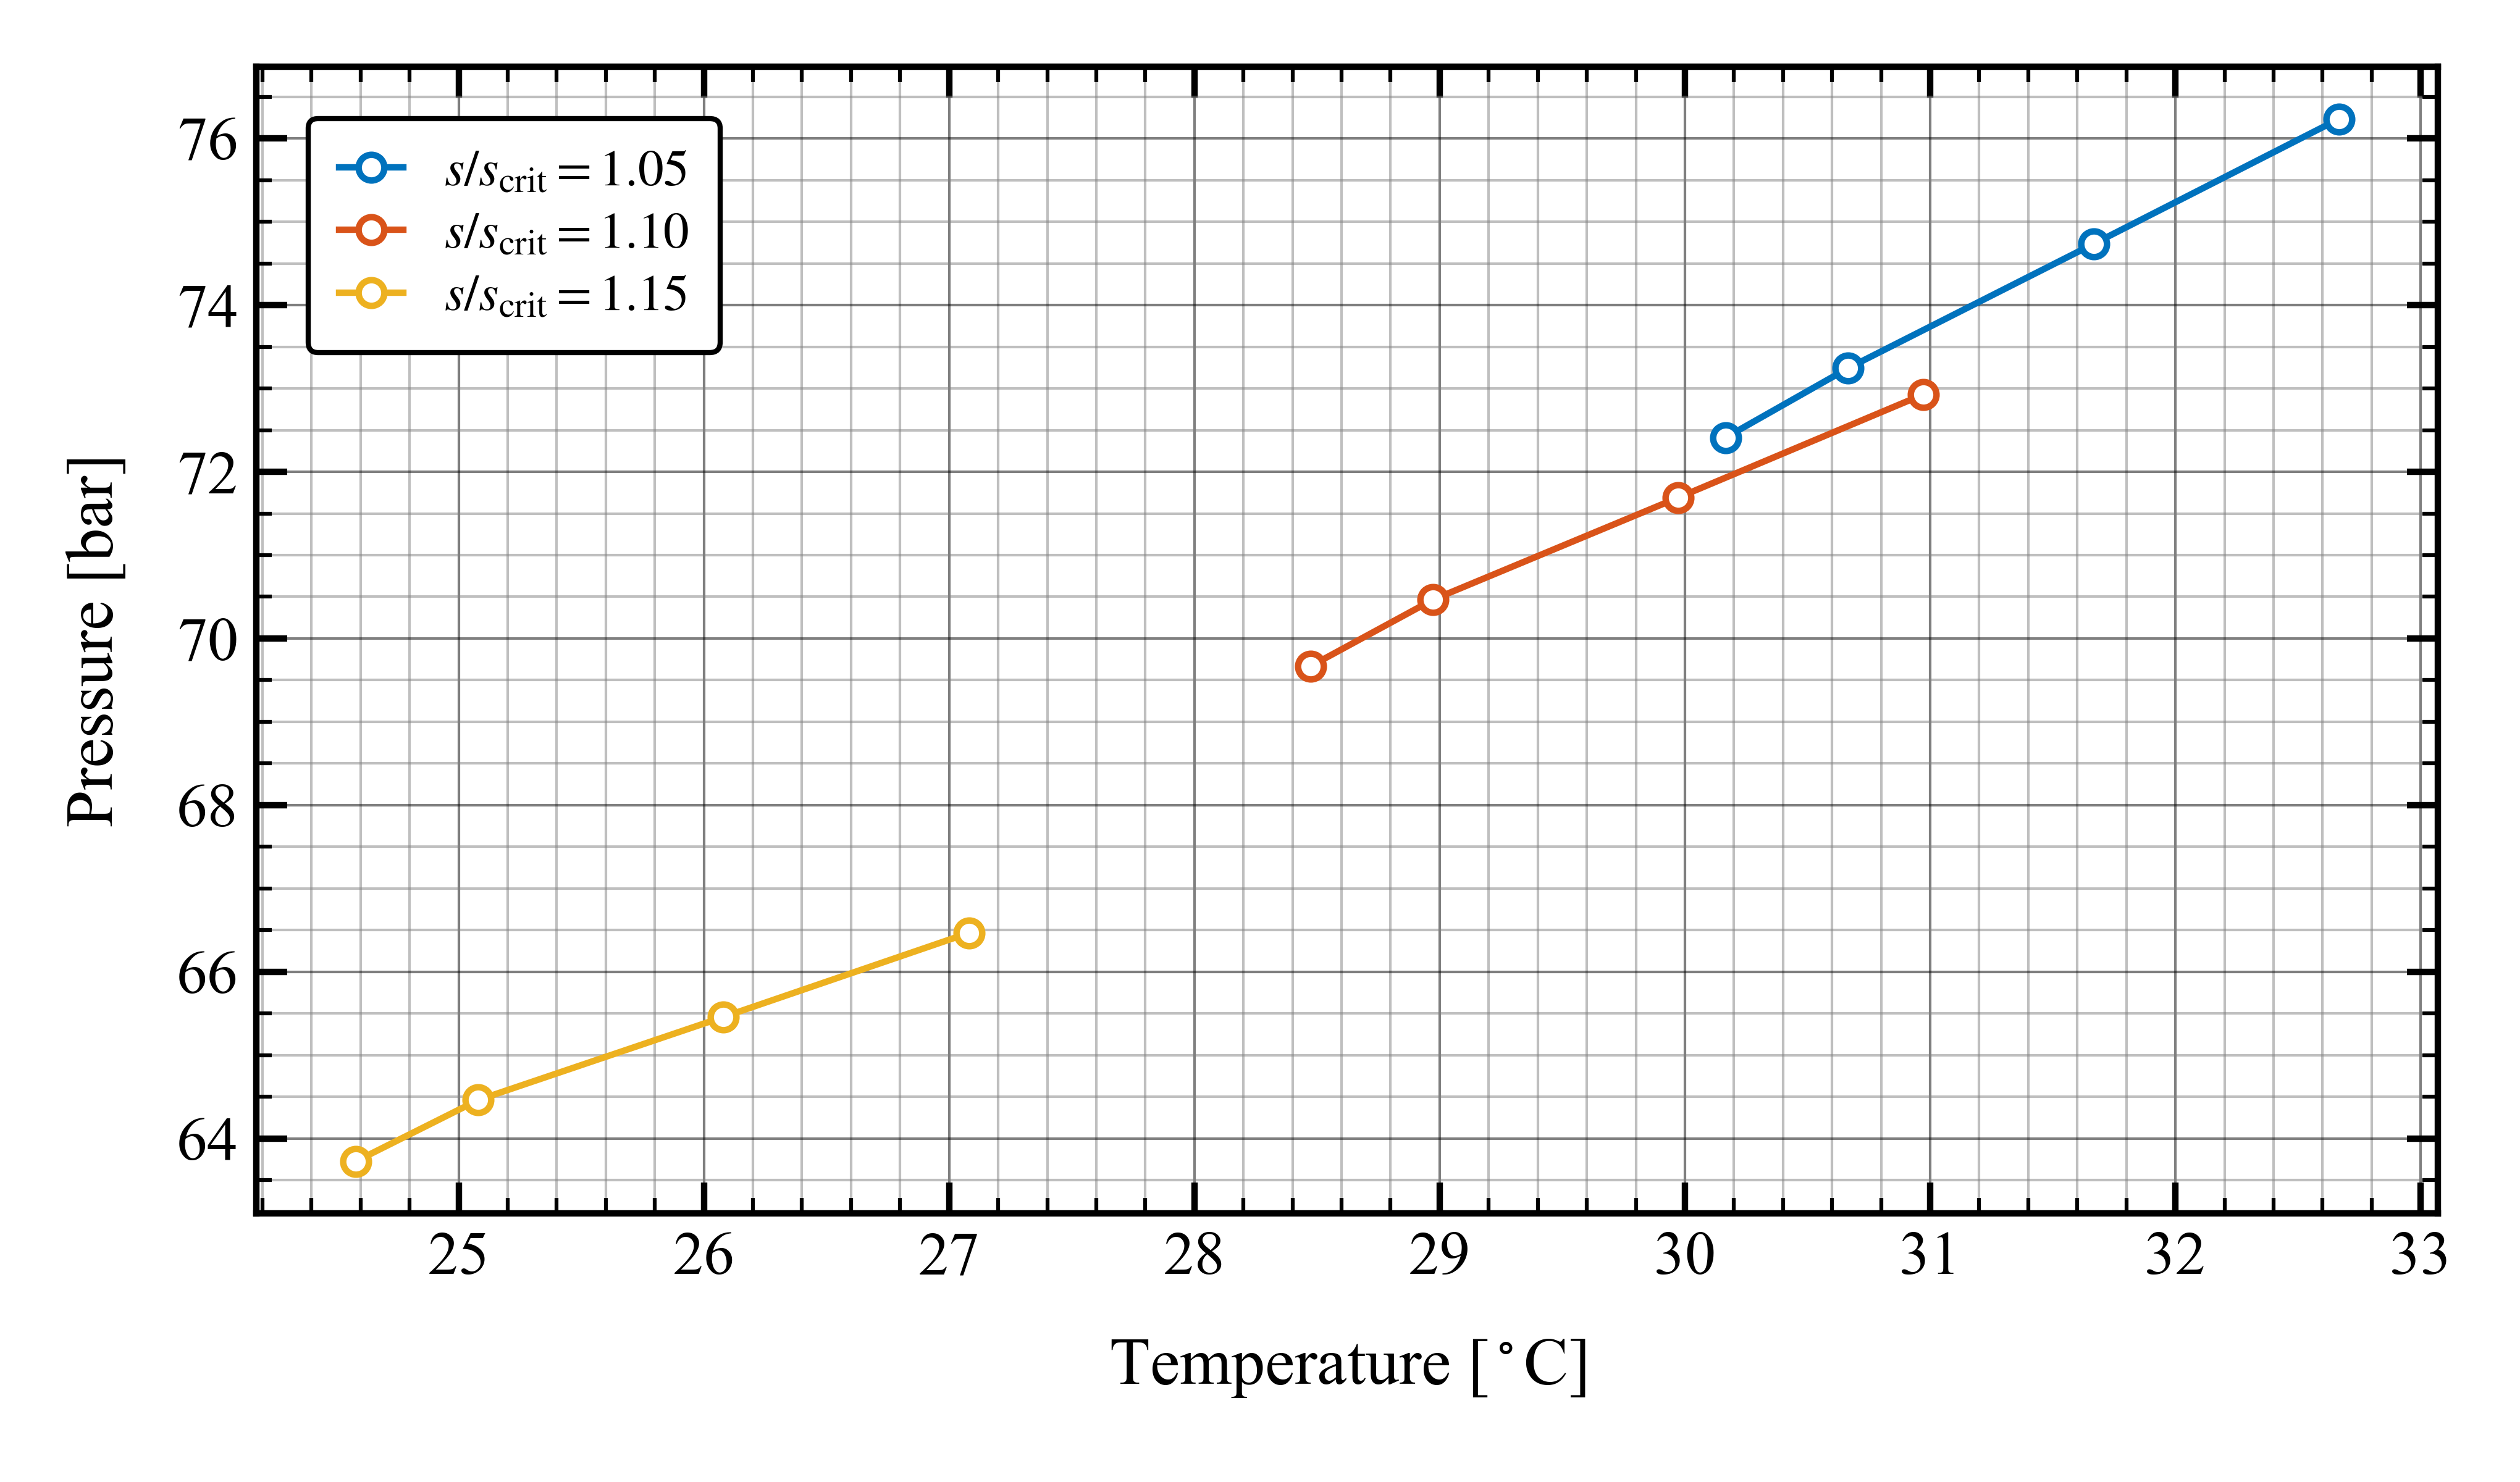 76
74
72
70
68
66
64
Pressure [bar]
s/s_crit = 1.05
s/s_crit = 1.10
s/s_crit = 1.15
25 26 27 28 29 30 31 32 33
Temperature [°C]